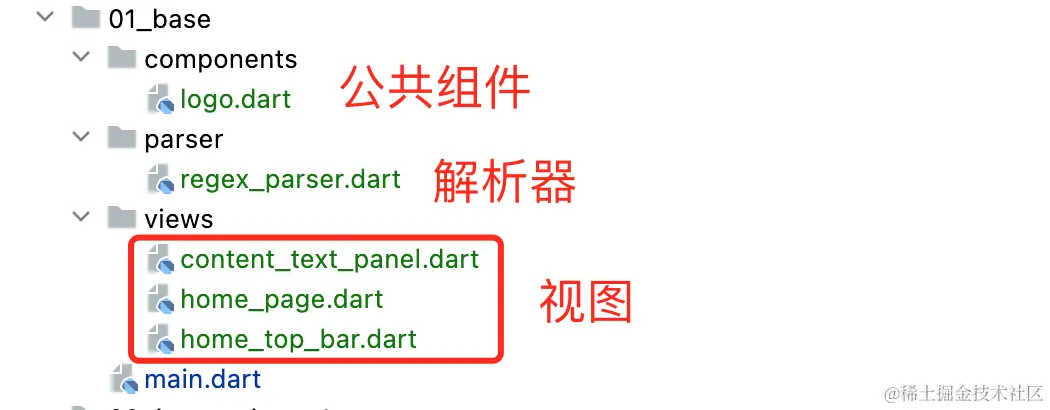 01_base
components
logo.dart
公共组件
parser
regex_parser.dart
解析器
views
content_text_panel.dart
home_page.dart
视图
home_top_bar.dart
main.dart
@稀土掘金技术社区